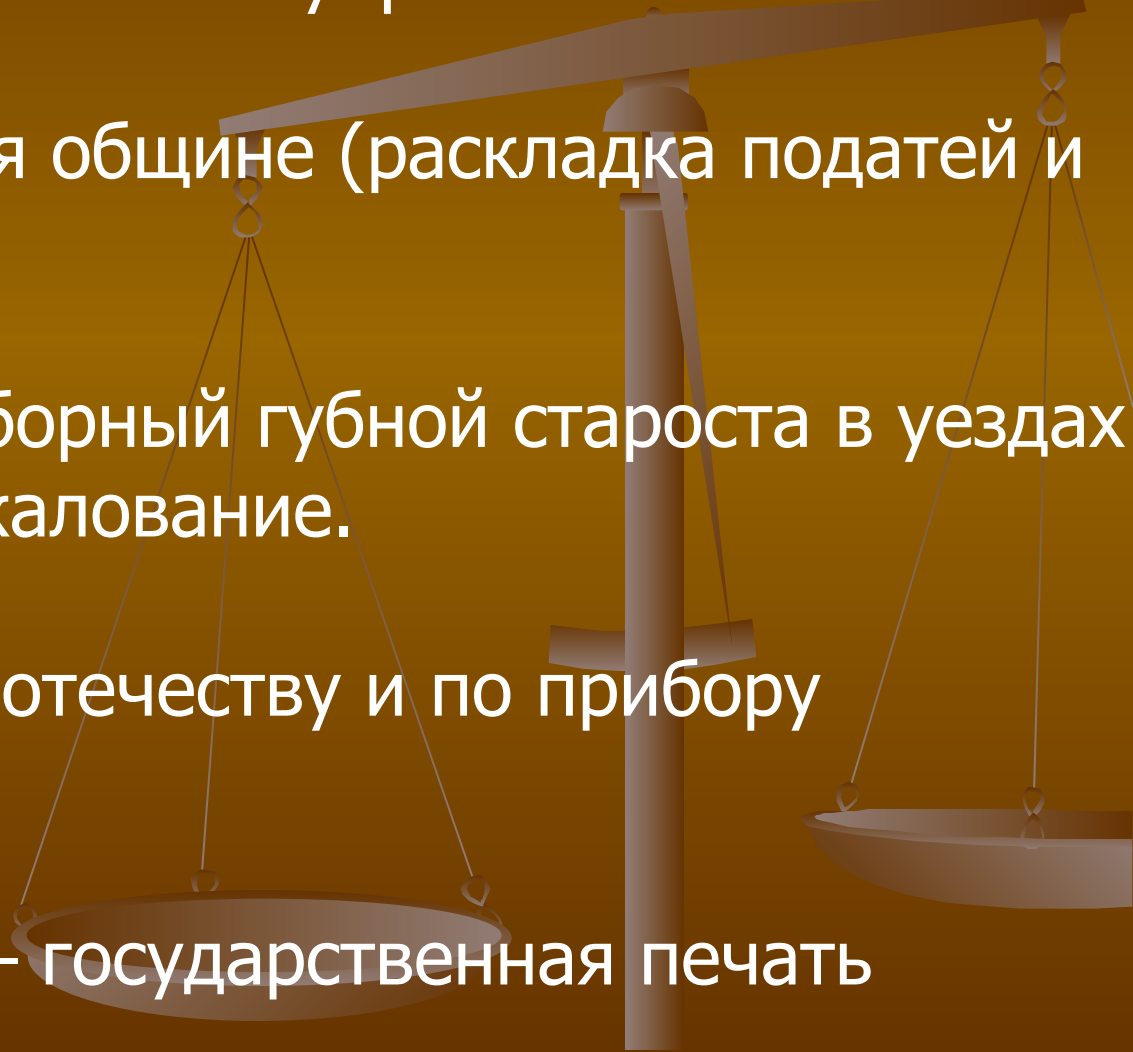 я общине (раскладка податей и
борный губной староста в уездах
калование.
отечеству и по прибору
– государственная печать